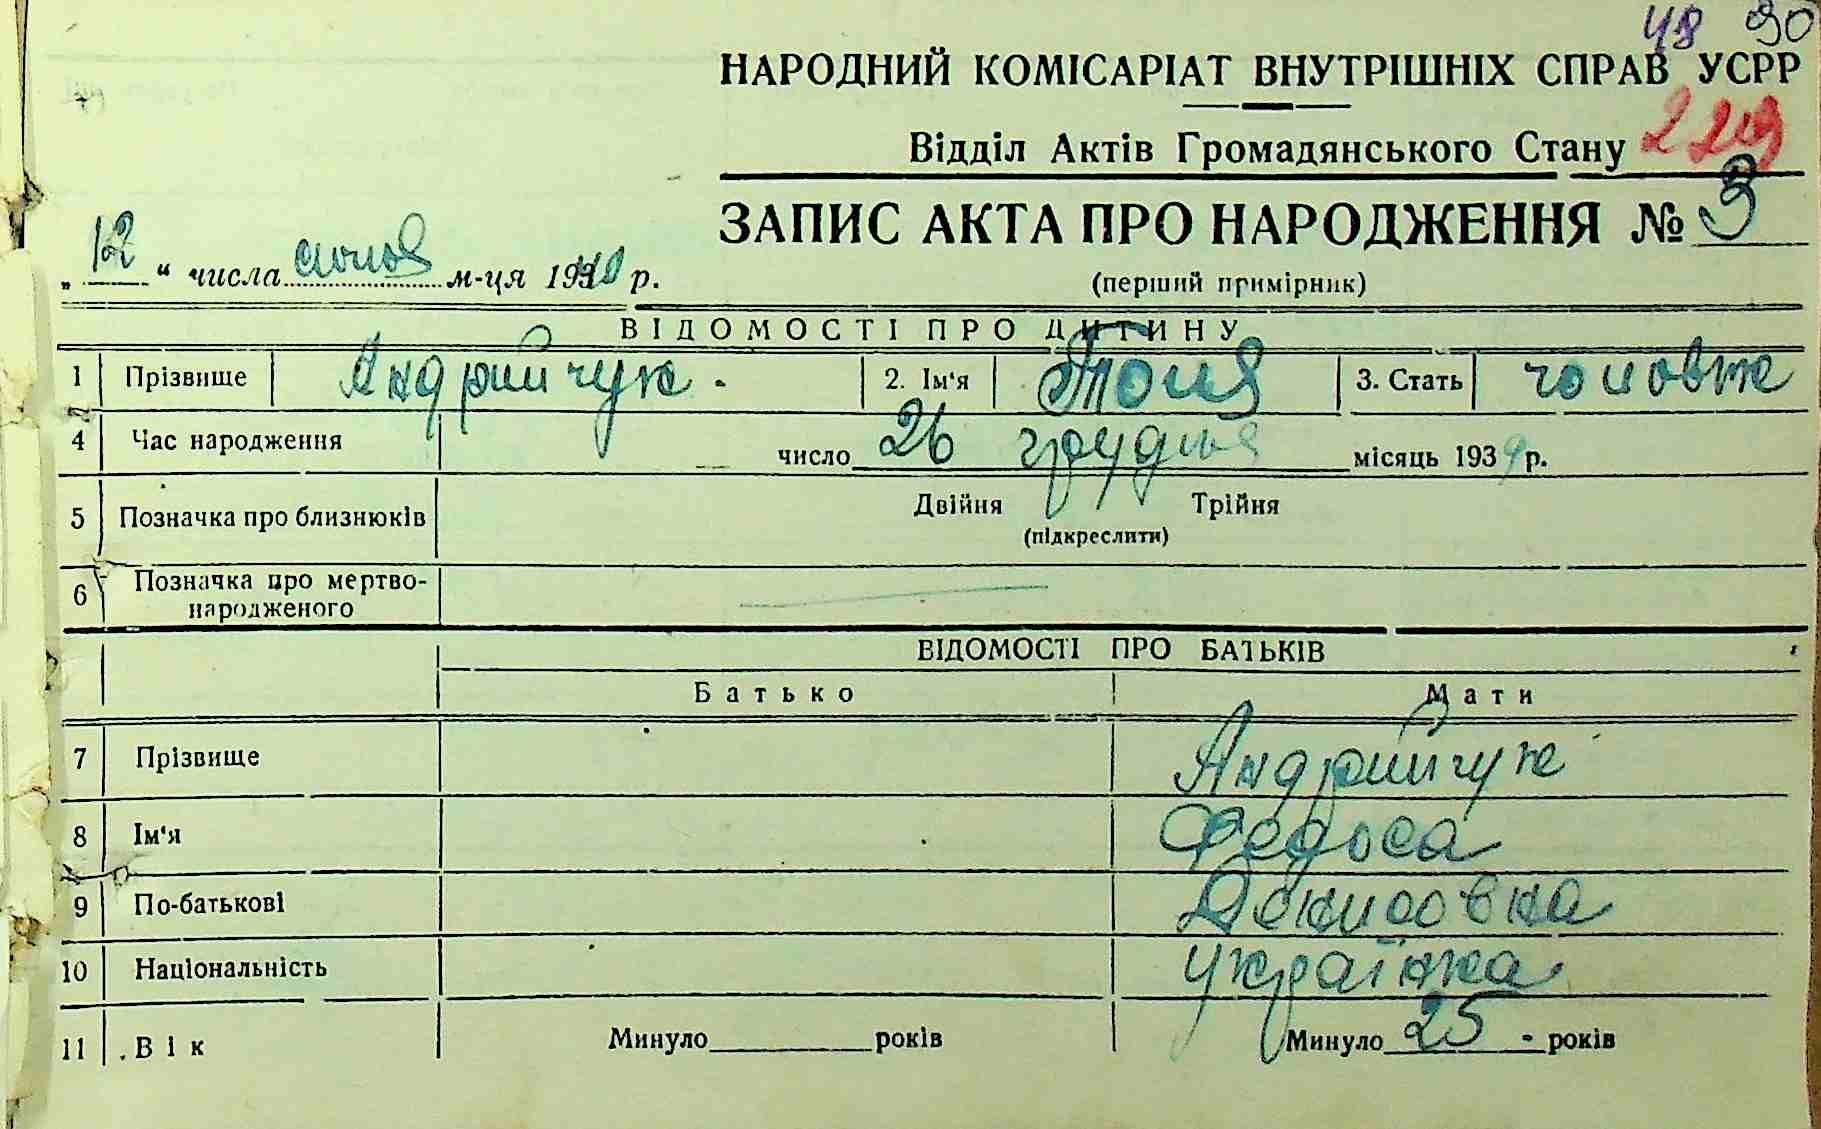 48 90
НАРОДНИЙ КОМІСАРІАТ ВНУТРІШНІХ СПРАВ УСРР
Відділ Актів Громадянського Стану 229
ЗАПИС АКТА ПРО НАРОДЖЕННЯ № 3
(перший примірник)
„ 12 “ числа січня м-ця 1940 р.
ВІДОМОСТІ ПРО ДИТИНУ
1 Прізвище Андрийчук 2. Ім‘я 3. Стать чоловіче
4 Час народження число 26 грудня місяць 1939 р.
5 Позначка про близнюків Двійня Трійня
(підкреслити)
6 Позначка про мертво-
народженого
ВІДОМОСТІ ПРО БАТЬКІВ
Батько Мати
7 Прізвище Андрийчук
8 Ім‘я Федоса
9 По-батькові Денисовна
10 Національність українка
11 Вік Минуло років Минуло 25 років